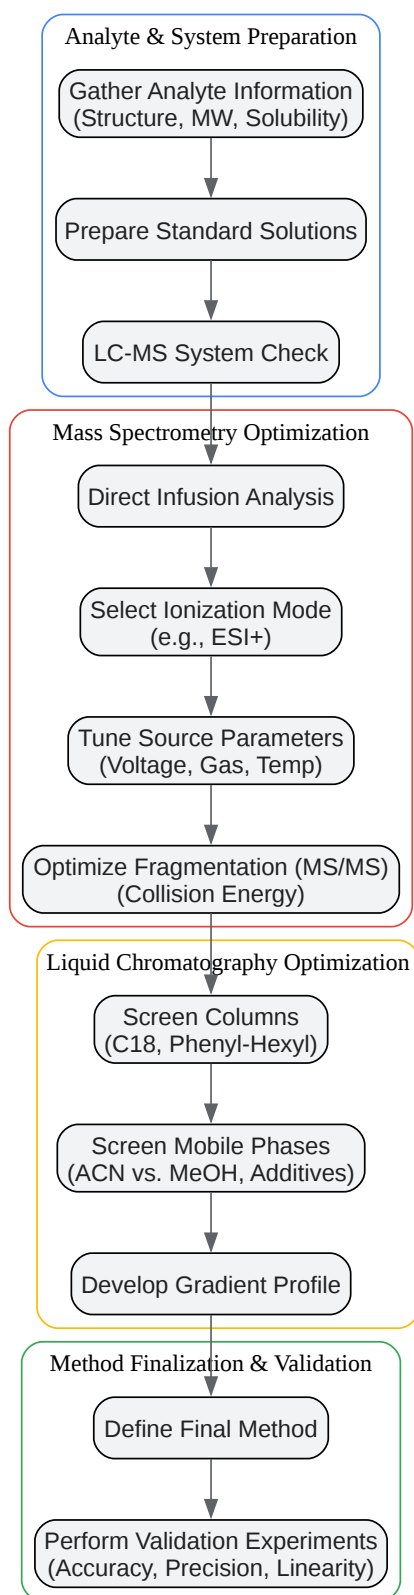 Analyte & System Preparation
Gather Analyte Information
(Structure, MW, Solubility)
Prepare Standard Solutions
LC-MS System Check
Mass Spectrometry Optimization
Direct Infusion Analysis
Select Ionization Mode
(e.g., ESI+)
Tune Source Parameters
(Voltage, Gas, Temp)
Optimize Fragmentation (MS/MS)
(Collision Energy)
Liquid Chromatography Optimization
Screen Columns
(C18, Phenyl-Hexyl)
Screen Mobile Phases
(ACN vs. MeOH, Additives)
Develop Gradient Profile
Method Finalization & Validation
Define Final Method
Perform Validation Experiments
(Accuracy, Precision, Linearity)